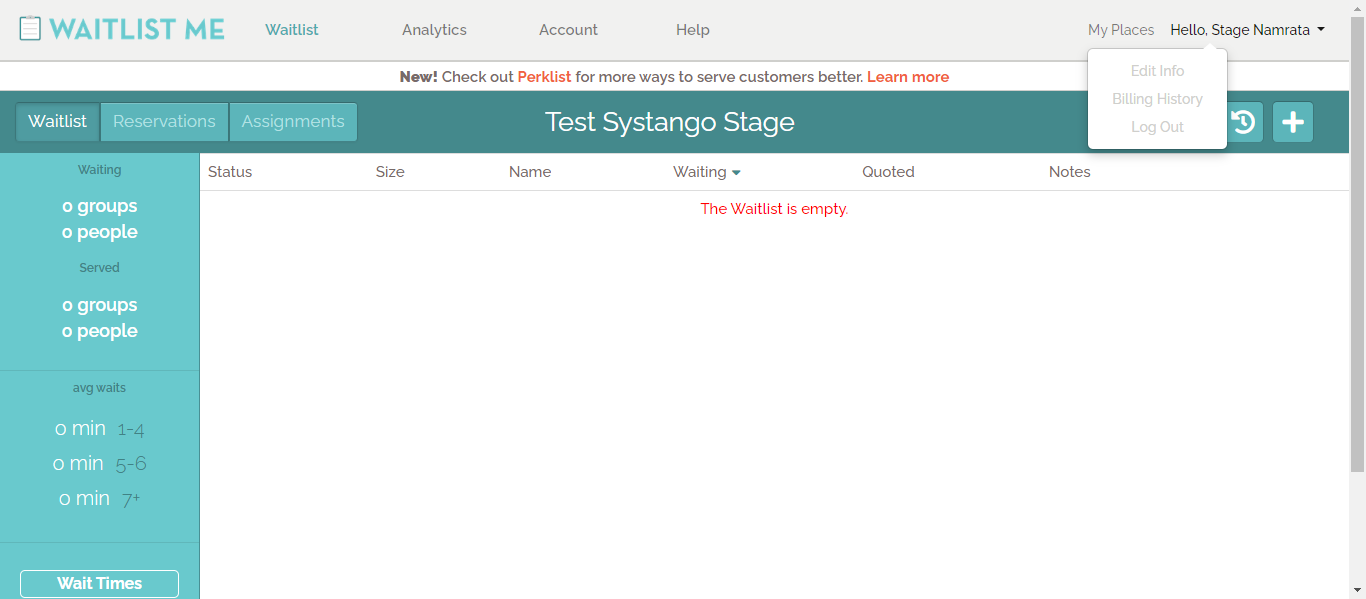 WAITLIST ME Waitlist Analytics Account Help My Places Hello, Stage Namrata
New! Check out Perklist for more ways to serve customers better. Learn more
Edit Info
Billing History
Log Out
Waitlist Reservations Assignments Test Systango Stage
Waiting
0 groups
0 people
Served
0 groups
0 people
avg waits
0 min 1-4
0 min 5-6
0 min 7+
Wait Times
Status Size Name Waiting Quoted Notes
The Waitlist is empty.